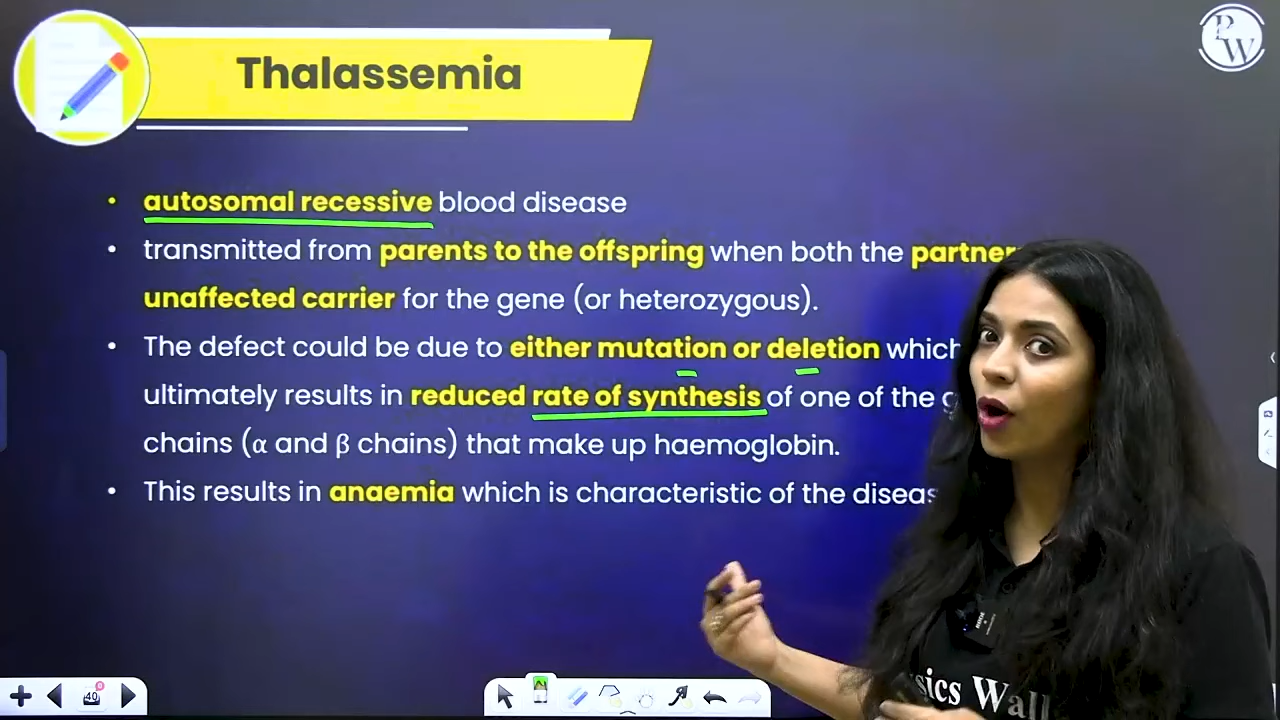 Thalassemia
PW
• autosomal recessive blood disease
• transmitted from parents to the offspring when both the
unaffected carrier for the gene (or heterozygous).
• The defect could be due to either mutation or deletion which
ultimately results in reduced rate of synthesis of one of the
chains (α and β chains) that make up haemoglobin.
• This results in anaemia which is characteristic of the
40